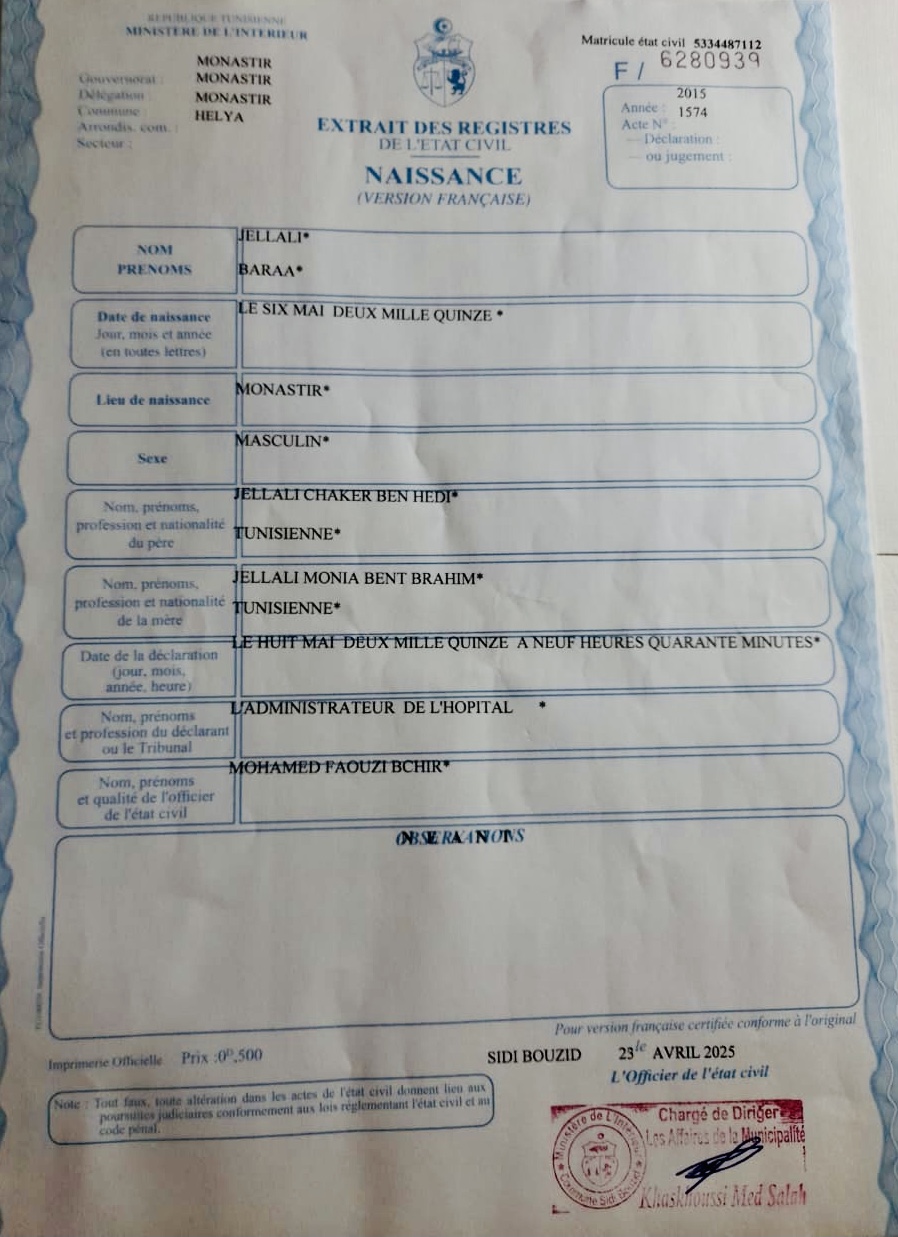 REPUBLIQUE TUNISIENNE
MINISTERE DE L'INTERIEUR
Gouvernorat : MONASTIR
Délégation : MONASTIR
Commune : MONASTIR
Arrondis. com. : HELYA
Secteur :
Matricule état civil 5334487112
F / 6280939
Année : 2015
Acte N° : 1574
— Déclaration :
— ou jugement :
EXTRAIT DES REGISTRES
DE L'ETAT CIVIL
NAISSANCE
(VERSION FRANÇAISE)
NOM JELLALI*
PRENOMS BARAA*
Date de naissance
Jour, mois et année
(en toutes lettres)
LE SIX MAI DEUX MILLE QUINZE *
Lieu de naissance MONASTIR*
Sexe MASCULIN*
Nom, prénoms,
profession et nationalité
du père
JELLALI CHAKER BEN HEDI*
TUNISIENNE*
Nom, prénoms,
profession et nationalité
de la mère
JELLALI MONIA BENT BRAHIM*
TUNISIENNE*
Date de la déclaration
(jour, mois,
année, heure)
LE HUIT MAI DEUX MILLE QUINZE A NEUF HEURES QUARANTE MINUTES*
Nom, prénoms
et profession du déclarant
ou le Tribunal
L'ADMINISTRATEUR DE L'HOPITAL *
Nom, prénoms
et qualité de l'officier
de l'état civil
MOHAMED FAOUZI BCHIR*
OBSERVATIONS
Pour version française certifiée conforme à l'original
Imprimerie Officielle Prix :0ᴰ,500
SIDI BOUZID 23 le AVRIL 2025
L'Officier de l'état civil
Note : Tout faux, toute altération dans les actes de l'état civil donnent lieu aux
poursuites judiciaires conformement aux lois réglementant l'état civil et au
code pénal.
Chargé de Diriger
Les Affaires de la Municipalité
Khaskhoussi Med Salah
Ministère de L'Intérieur
Commune Sidi Bouzid